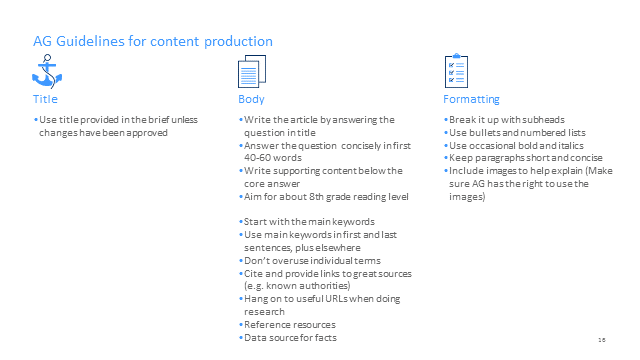 AG Guidelines for content production
Title
•Use title provided in the brief unless
changes have been approved
Body
•Write the article by answering the
question in title
•Answer the question concisely in first
40-60 words
•Write supporting content below the
core answer
•Aim for about 8th grade reading level
•Start with the main keywords
•Use main keywords in first and last
sentences, plus elsewhere
•Don't overuse individual terms
•Cite and provide links to great sources
(e.g. known authorities)
•Hang on to useful URLs when doing
research
•Reference resources
•Data source for facts
Formatting
•Break it up with subheads
•Use bullets and numbered lists
•Use occasional bold and italics
•Keep paragraphs short and concise
•Include images to help explain (Make
sure AG has the right to use the
images)
16